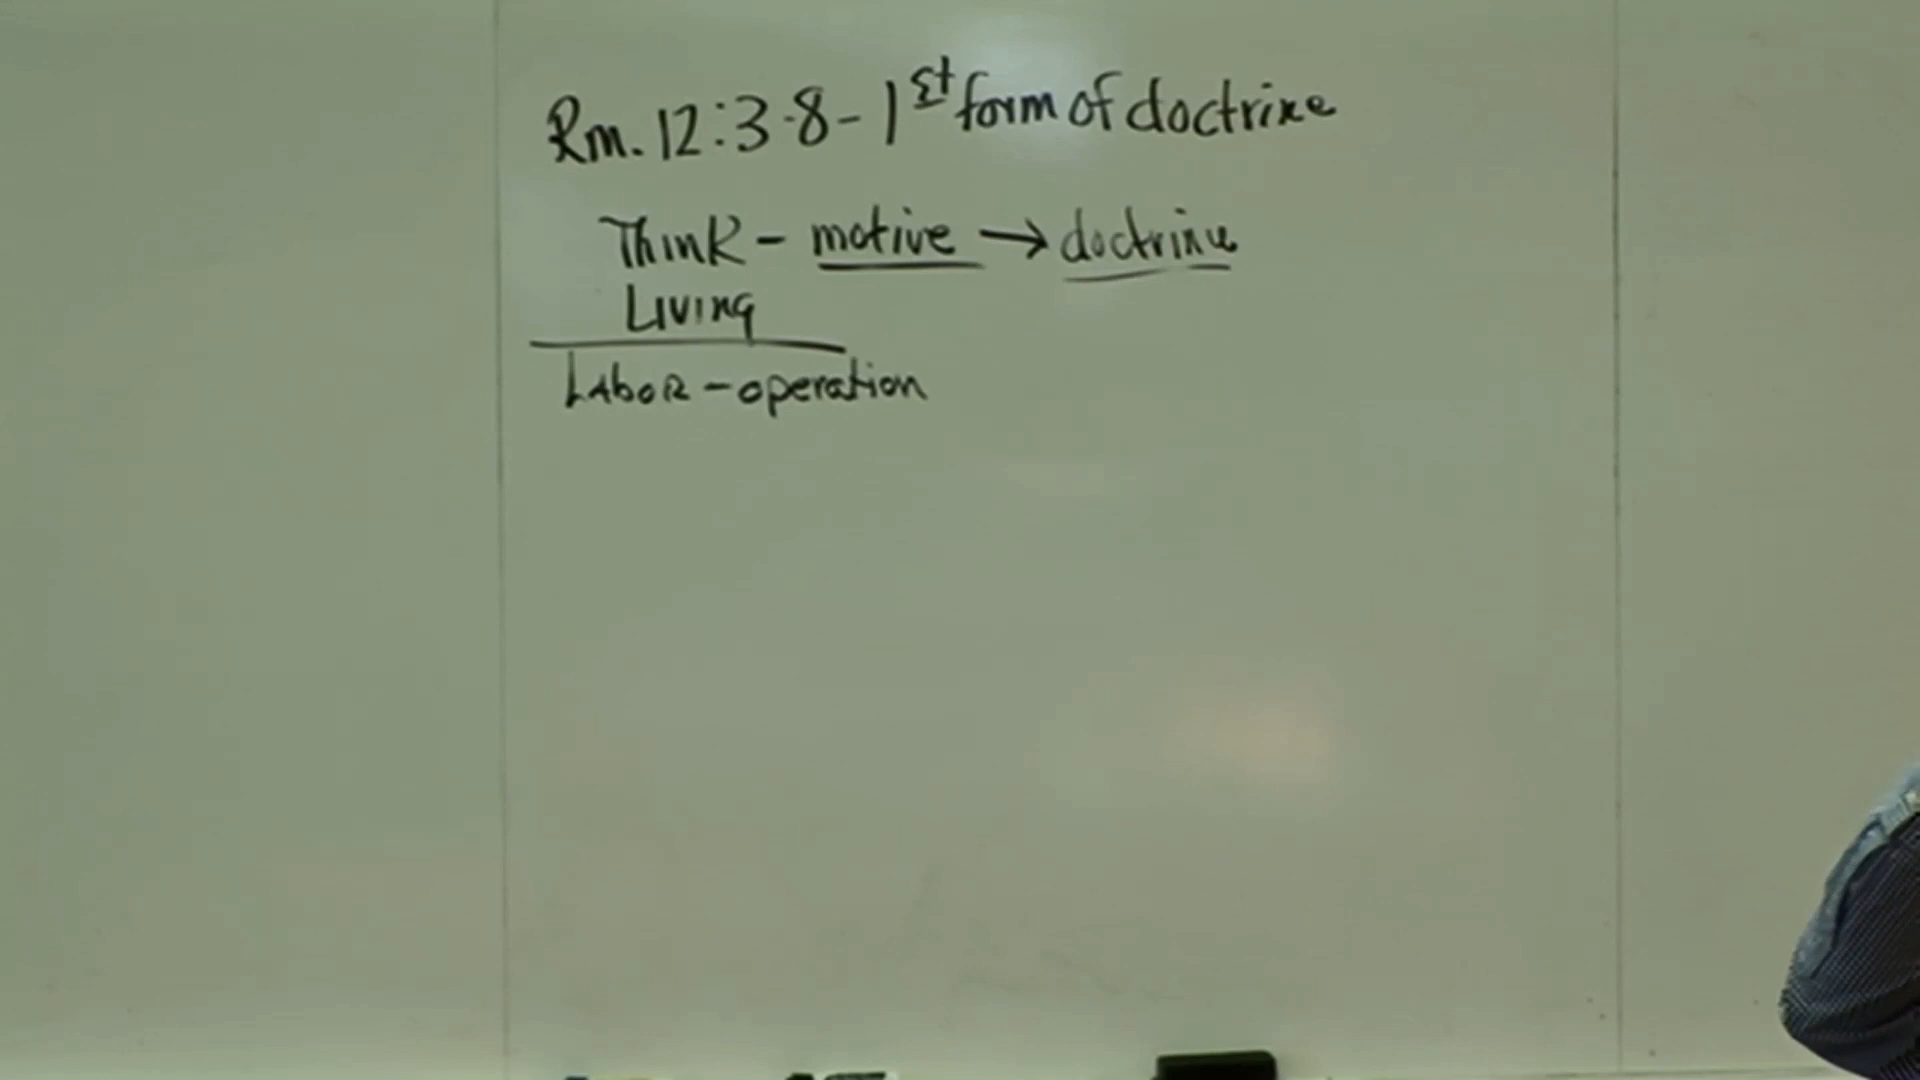 Rm. 12:3-8 - 1st form of doctrine
Think - motive → doctrine
Living
Labor - operation